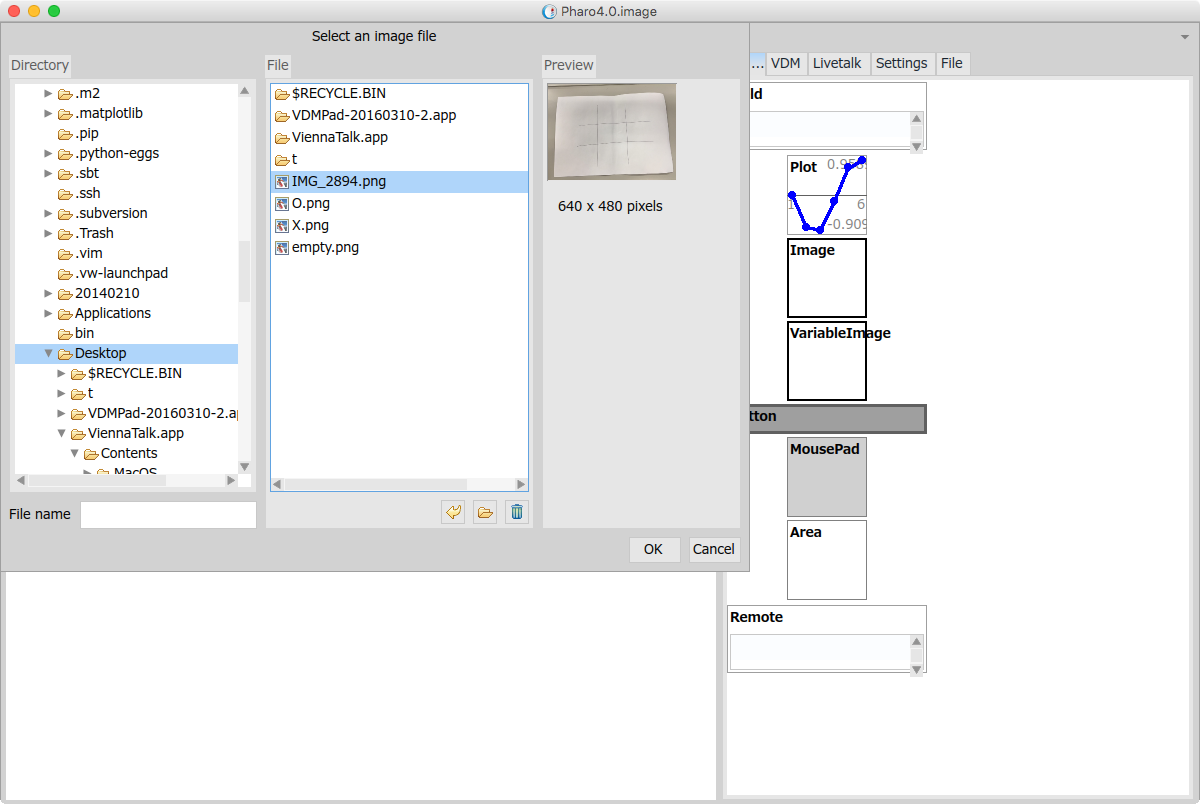 Pharo4.0.image
Select an image file
Directory
.m2
.matplotlib
.pip
.python-eggs
.sbt
.ssh
.subversion
.Trash
.vim
.vw-launchpad
20140210
Applications
bin
Desktop
$RECYCLE.BIN
t
VDMPad-20160310-2.ap
ViennaTalk.app
Contents
MacOS
File name
File
$RECYCLE.BIN
VDMPad-20160310-2.app
ViennaTalk.app
t
IMG_2894.png
O.png
X.png
empty.png
Preview
640 x 480 pixels
OK
Cancel
... VDM Livetalk Settings File
ld
Plot
1
6
-0.909
Image
VariableImage
tton
MousePad
Area
Remote